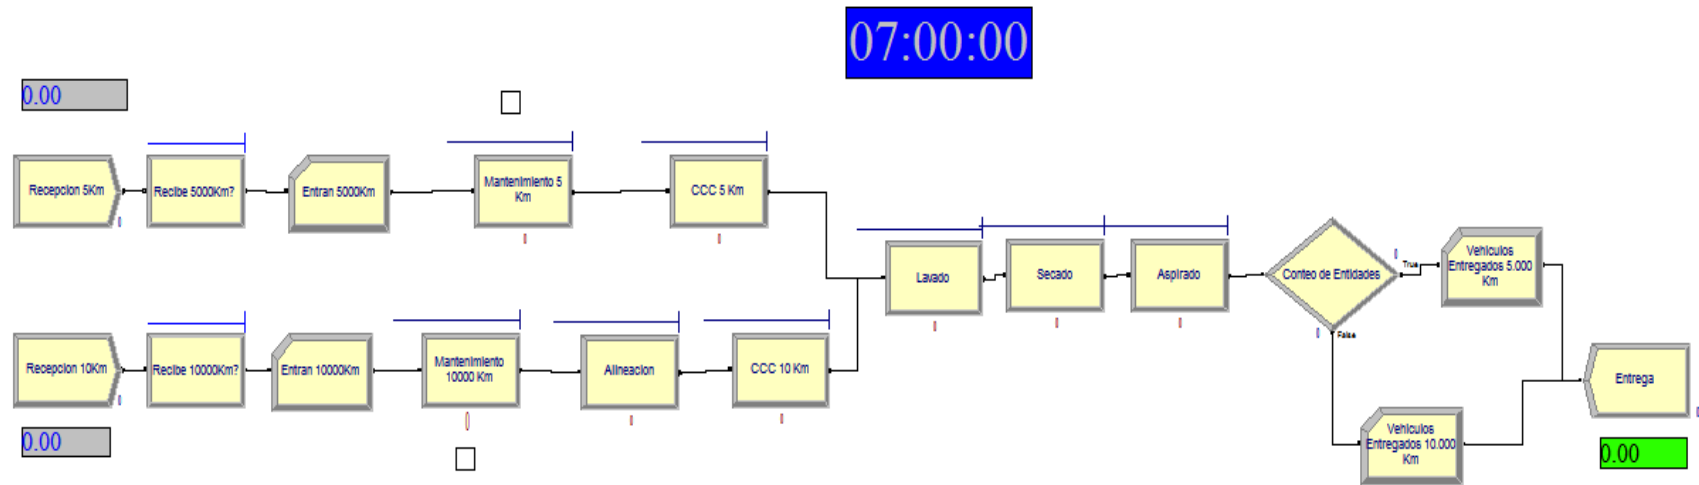 07:00:00
0.00
Recepcion 5Km
Recibe 5000Km?
Entran 5000Km
Mantenimiento 5
Km
CCC 5 Km
Lavado
Secado
Aspirado
Conteo de Entidades
True
False
Vehiculos
Entregados 5.000
Km
Recepcion 10Km
Recibe 10000Km?
Entran 10000Km
Mantenimiento
10000 Km
Alineacion
CCC 10 Km
Vehiculos
Entregados 10.000
Km
Entrega
0.00
0.00